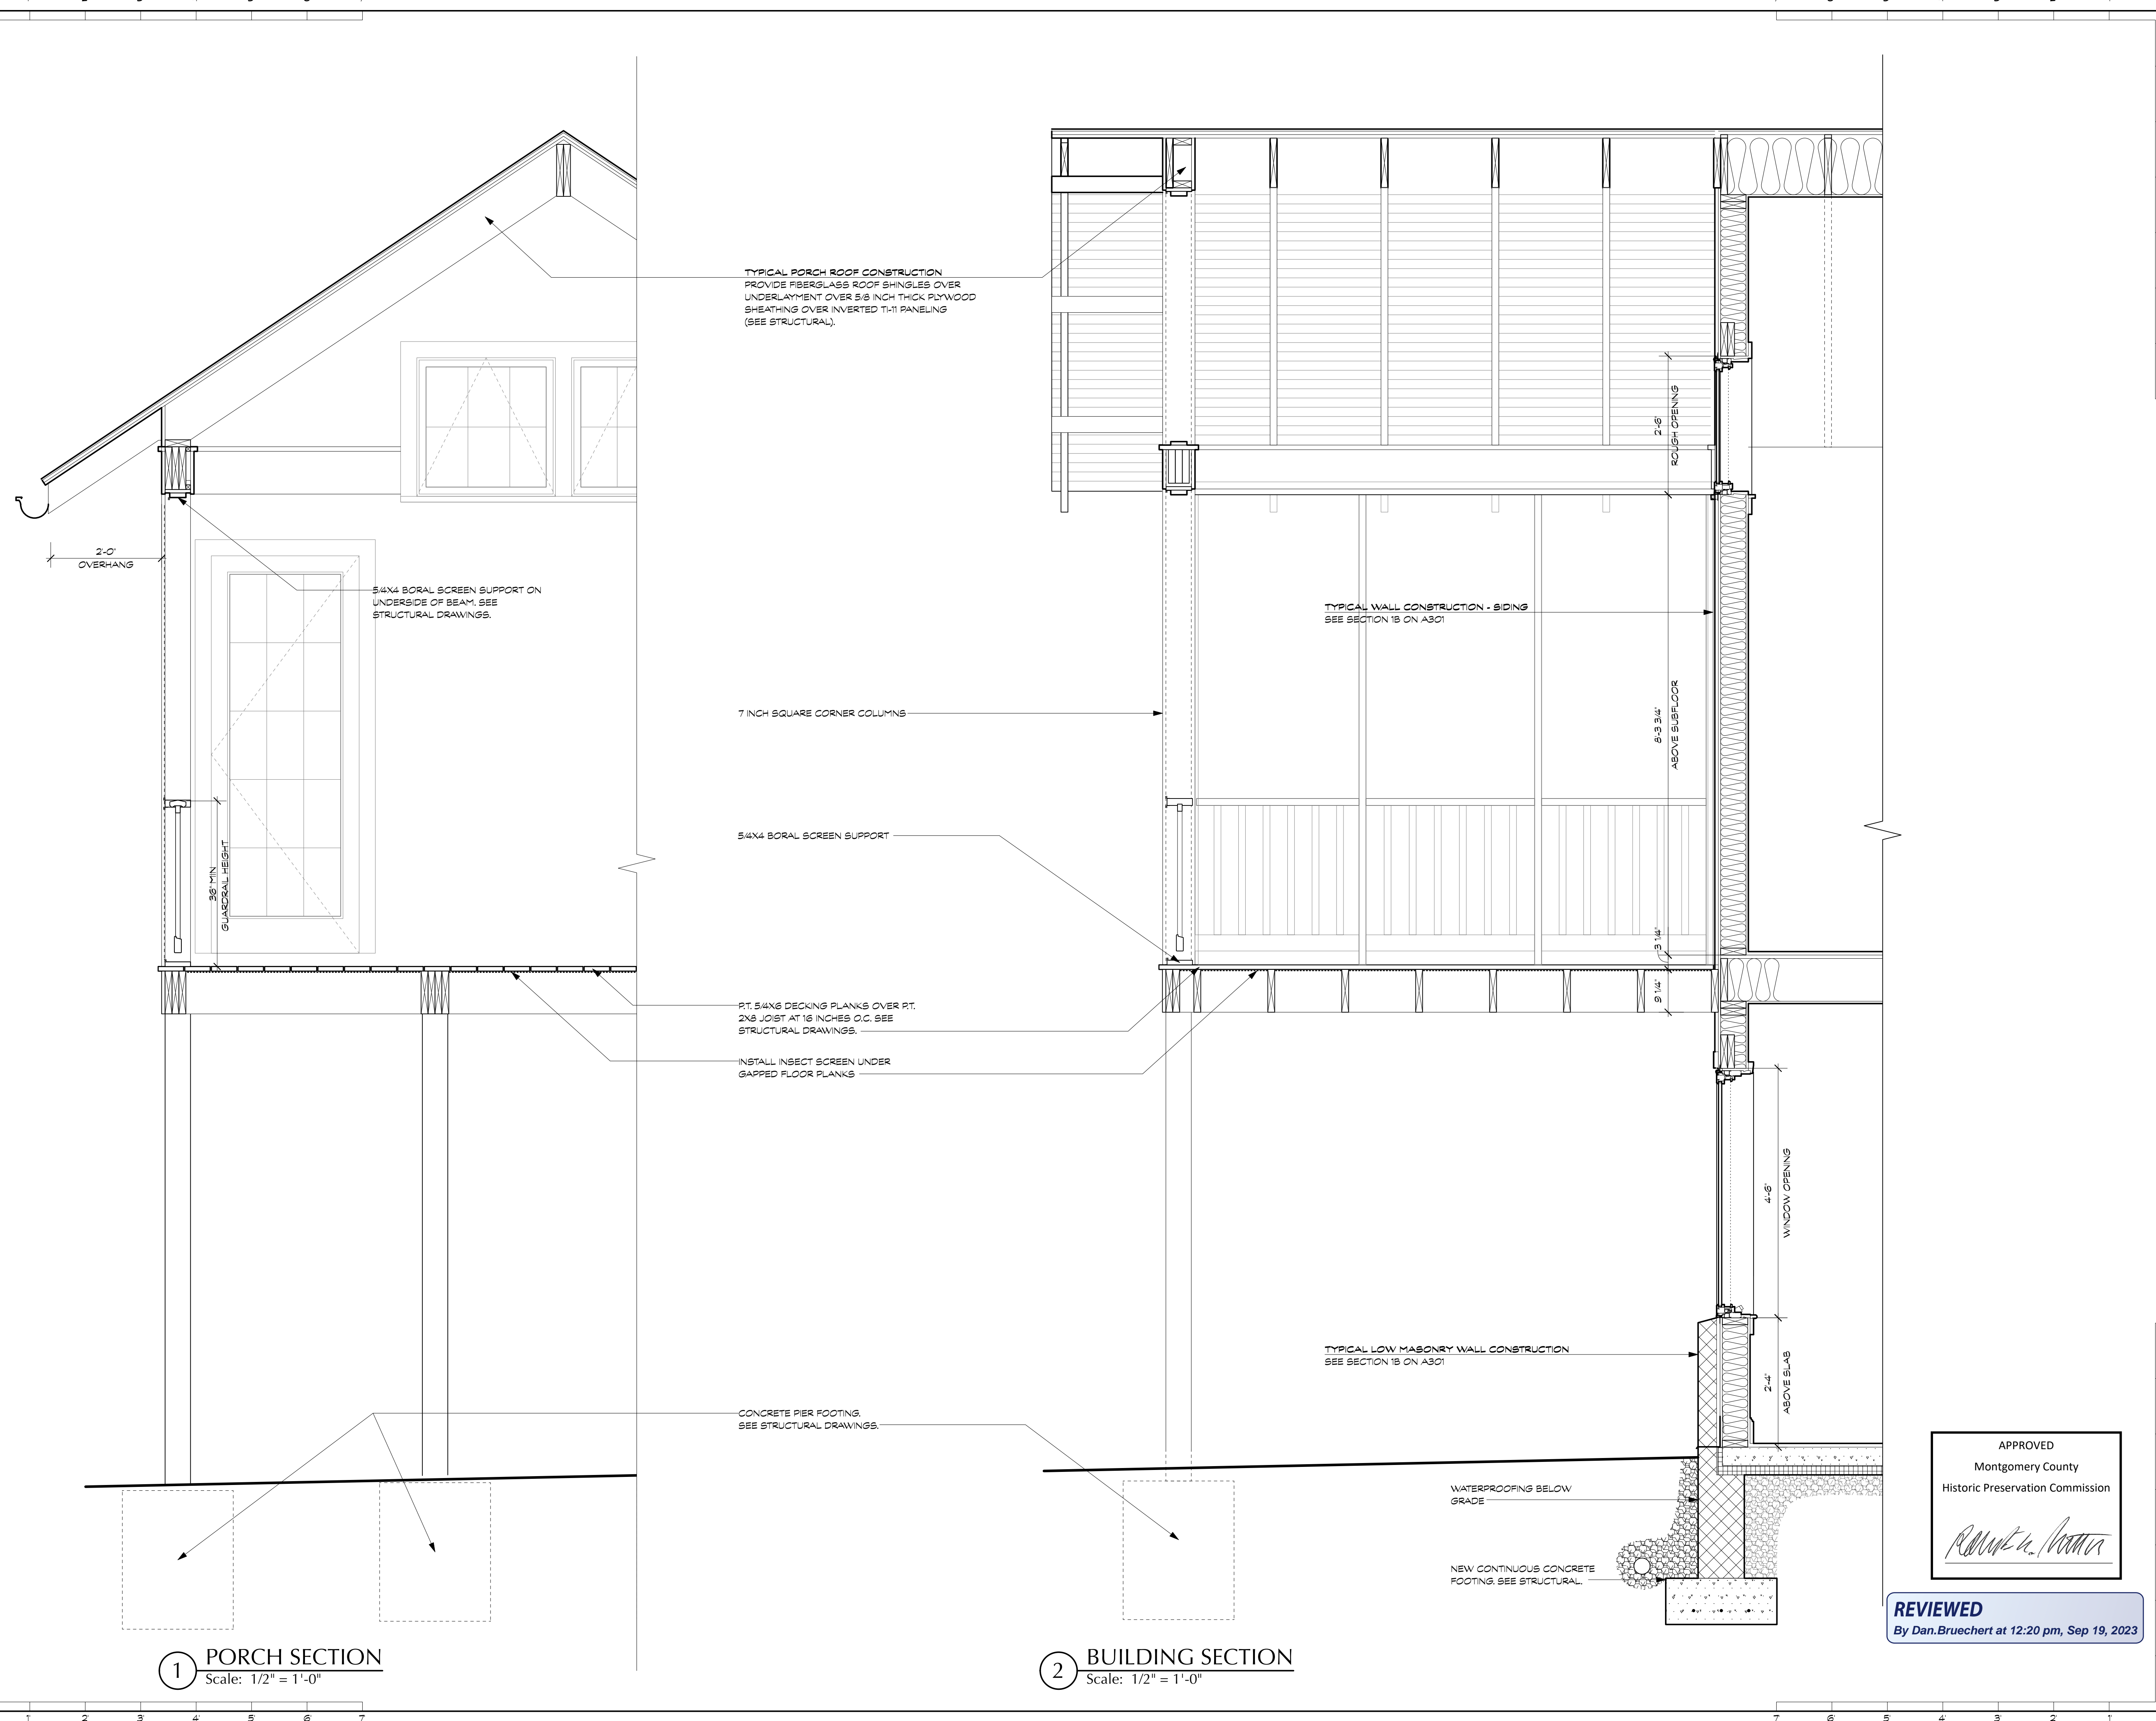 TYPICAL PORCH ROOF CONSTRUCTION
PROVIDE FIBERGLASS ROOF SHINGLES OVER
UNDERLAYMENT OVER 5/8 INCH THICK PLYWOOD
SHEATHING OVER INVERTED T1-11 PANELING
(SEE STRUCTURAL).
2'-0"
OVERHANG
5/4X4 BORAL SCREEN SUPPORT ON
UNDERSIDE OF BEAM, SEE
STRUCTURAL DRAWINGS.
36" MIN
GUARDRAIL HEIGHT
7 INCH SQUARE CORNER COLUMNS
5/4X4 BORAL SCREEN SUPPORT
P.T. 5/4X6 DECKING PLANKS OVER P.T.
2X8 JOIST AT 16 INCHES O.C. SEE
STRUCTURAL DRAWINGS.
INSTALL INSECT SCREEN UNDER
GAPPED FLOOR PLANKS
CONCRETE PIER FOOTING,
SEE STRUCTURAL DRAWINGS.
2'-6"
ROUGH OPENING
TYPICAL WALL CONSTRUCTION - SIDING
SEE SECTION 1B ON A301
8'-3 3/4"
ABOVE SUBFLOOR
3 1/4"
9 1/4"
4'-6"
WINDOW OPENING
TYPICAL LOW MASONRY WALL CONSTRUCTION
SEE SECTION 1B ON A301
2'-4"
ABOVE SLAB
WATERPROOFING BELOW
GRADE
NEW CONTINUOUS CONCRETE
FOOTING. SEE STRUCTURAL.
1 PORCH SECTION
Scale: 1/2" = 1'-0"
2 BUILDING SECTION
Scale: 1/2" = 1'-0"
APPROVED
Montgomery County
Historic Preservation Commission
REVIEWED
By Dan.Bruechert at 12:20 pm, Sep 19, 2023
1' 2' 3' 4' 5' 6' 7
7 6' 5' 4' 3' 2' 1'